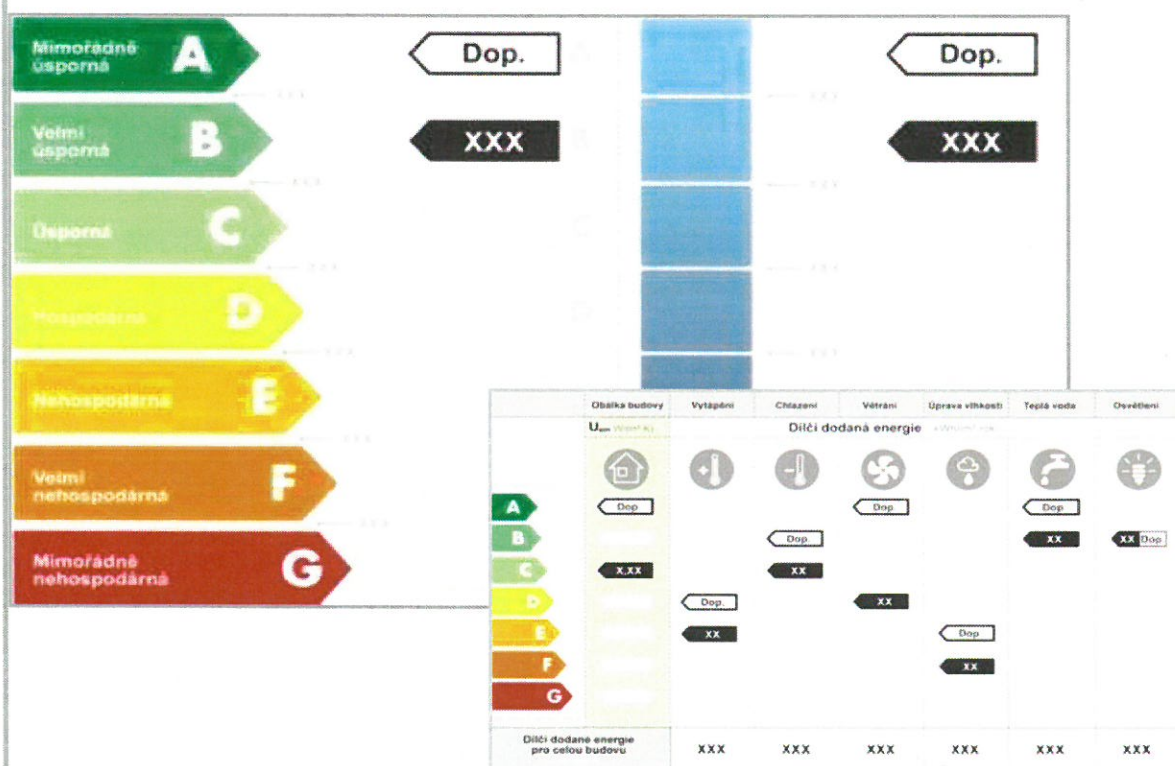 Mimořádně
úsporná
A
Dop.
Dop.
Velmi
úsporná
B
XXX
XXX
Úsporná
C
Hospodárná
D
Nehospodárná
E
Velmi
nehospodárná
F
Mimořádně
nehospodárná
G
Obálka budovy Vytápění Chlazení Větrání Úprava vlhkosti Teplá voda Osvětlení
Dílčí dodaná energie
A Dop Dop Dop
B Dop. XX XX Dop.
C X,XX XX
D Dop. XX
E XX Dop
F XX
G
Dílčí dodané energie
pro celou budovu
XXX XXX XXX XXX XXX XXX